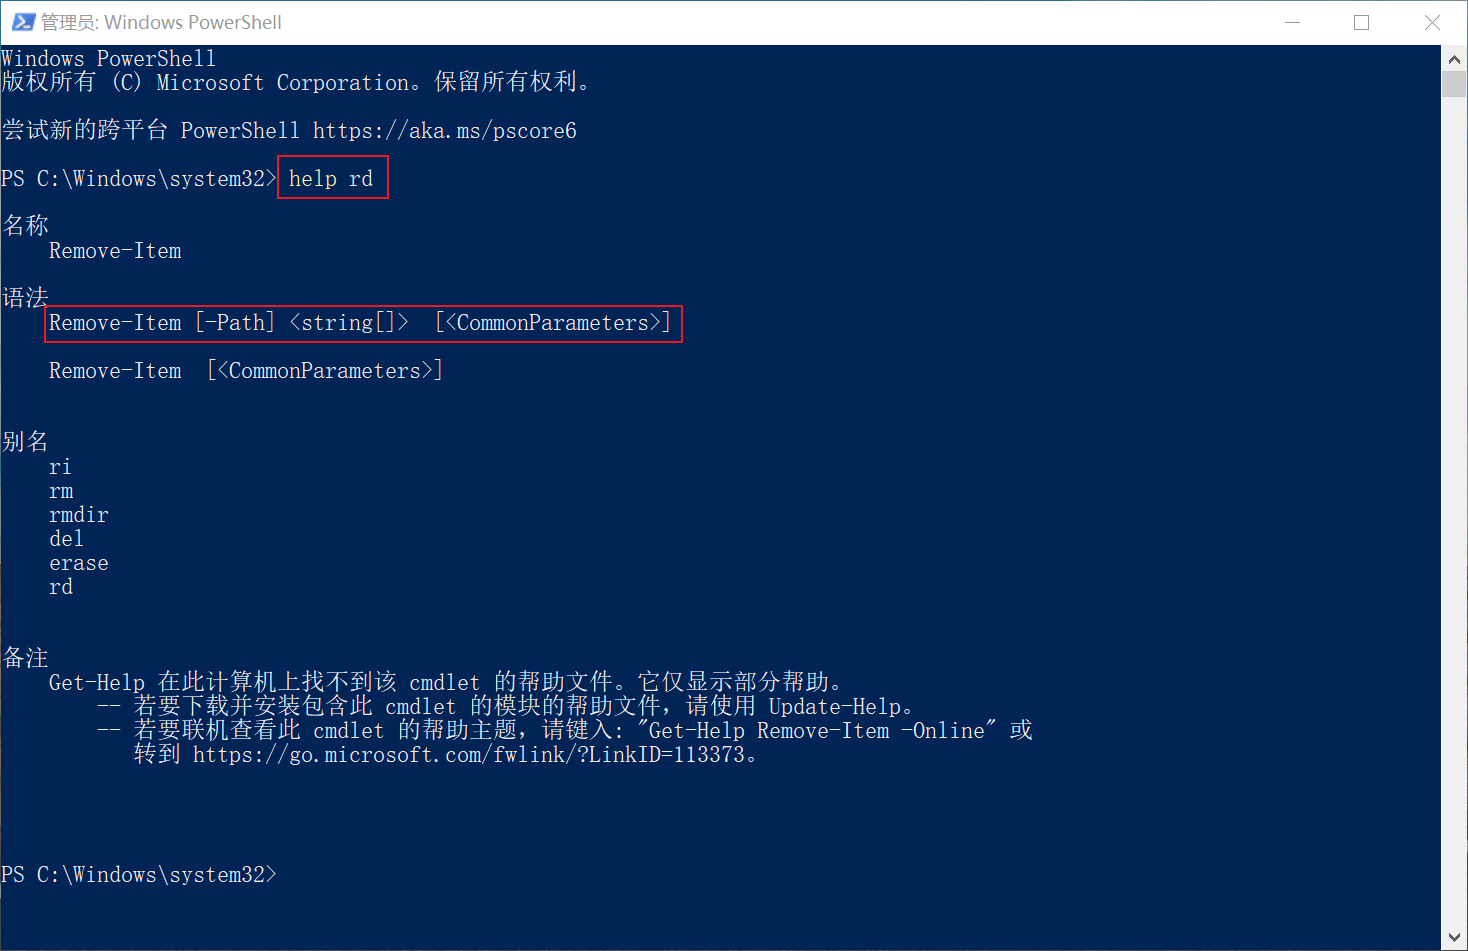 管理员: Windows PowerShell
Windows PowerShell
版权所有 (C) Microsoft Corporation。保留所有权利。
尝试新的跨平台 PowerShell https://aka.ms/pscore6
PS C:\Windows\system32> help rd
名称
Remove-Item
语法
Remove-Item [-Path] <string[]>  [<CommonParameters>]
Remove-Item  [<CommonParameters>]
别名
ri
rm
rmdir
del
erase
rd
备注
Get-Help 在此计算机上找不到该 cmdlet 的帮助文件。它仅显示部分帮助。
-- 若要下载并安装包含此 cmdlet 的模块的帮助文件，请使用 Update-Help。
-- 若要联机查看此 cmdlet 的帮助主题，请键入: "Get-Help Remove-Item -Online" 或
转到 https://go.microsoft.com/fwlink/?LinkID=113373。
PS C:\Windows\system32>